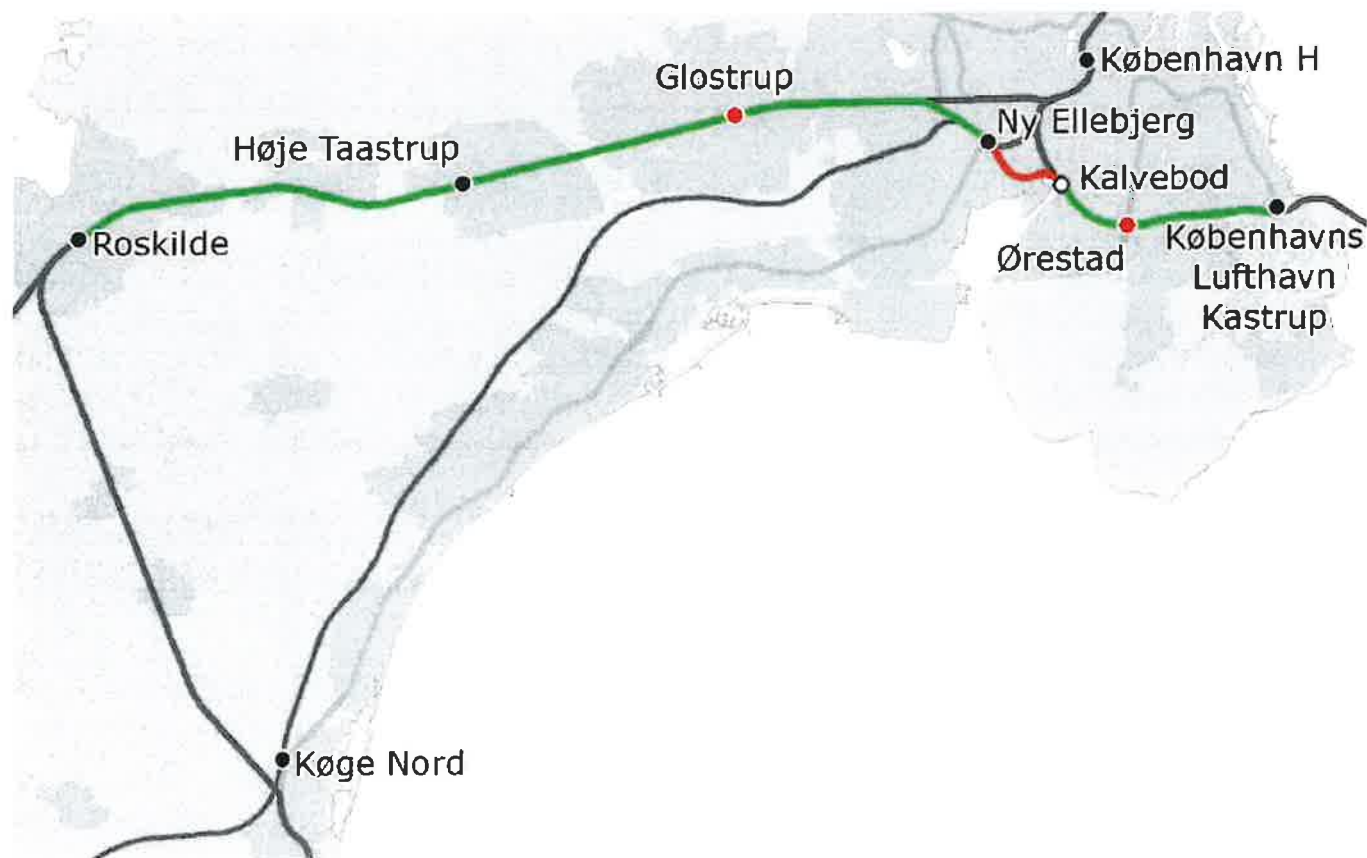 København H
Glostrup
Ny Ellebjerg
Høje Taastrup
Kalvebod
Roskilde
Ørestad
Københavns
Lufthavn
Kastrup
Køge Nord